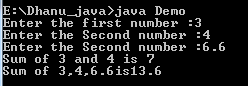 E:\Dhanu_java>java Demo
Enter the first number :3
Enter the Second number :4
Enter the Second number :6.6
Sum of 3 and 4 is 7
Sum of 3,4,6.6is13.6